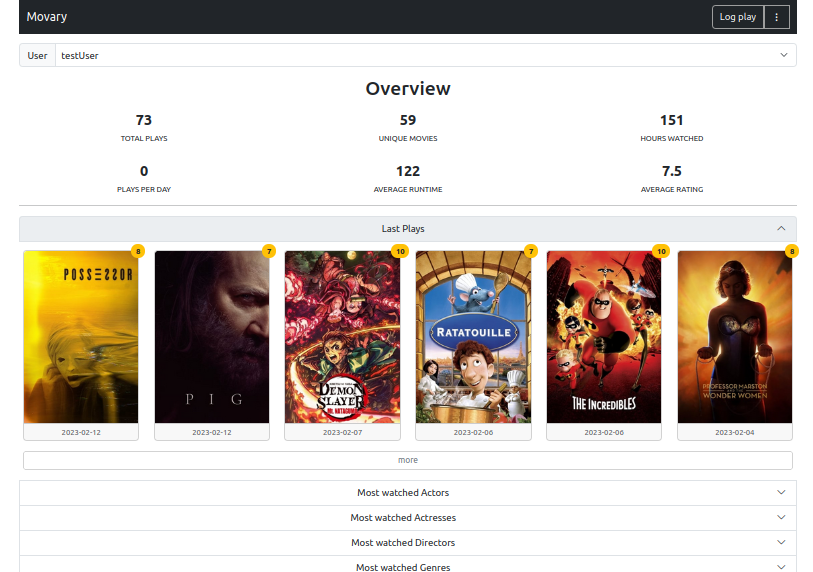 Movary
Log play
User testUser
Overview
73 59 151
TOTAL PLAYS UNIQUE MOVIES HOURS WATCHED
0 122 7.5
PLAYS PER DAY AVERAGE RUNTIME AVERAGE RATING
Last Plays
8 7 10 7 10 8
POSSESSOR
PIG
DEMON
SLAYER
MT. NATAGUMO
RATATOUILLE
THE INCREDIBLES
PROFESSOR MARSTON
AND THE
WONDER WOMEN
2023-02-12 2023-02-12 2023-02-07 2023-02-06 2023-02-06 2023-02-04
more
Most watched Actors
Most watched Actresses
Most watched Directors
Most watched Genres